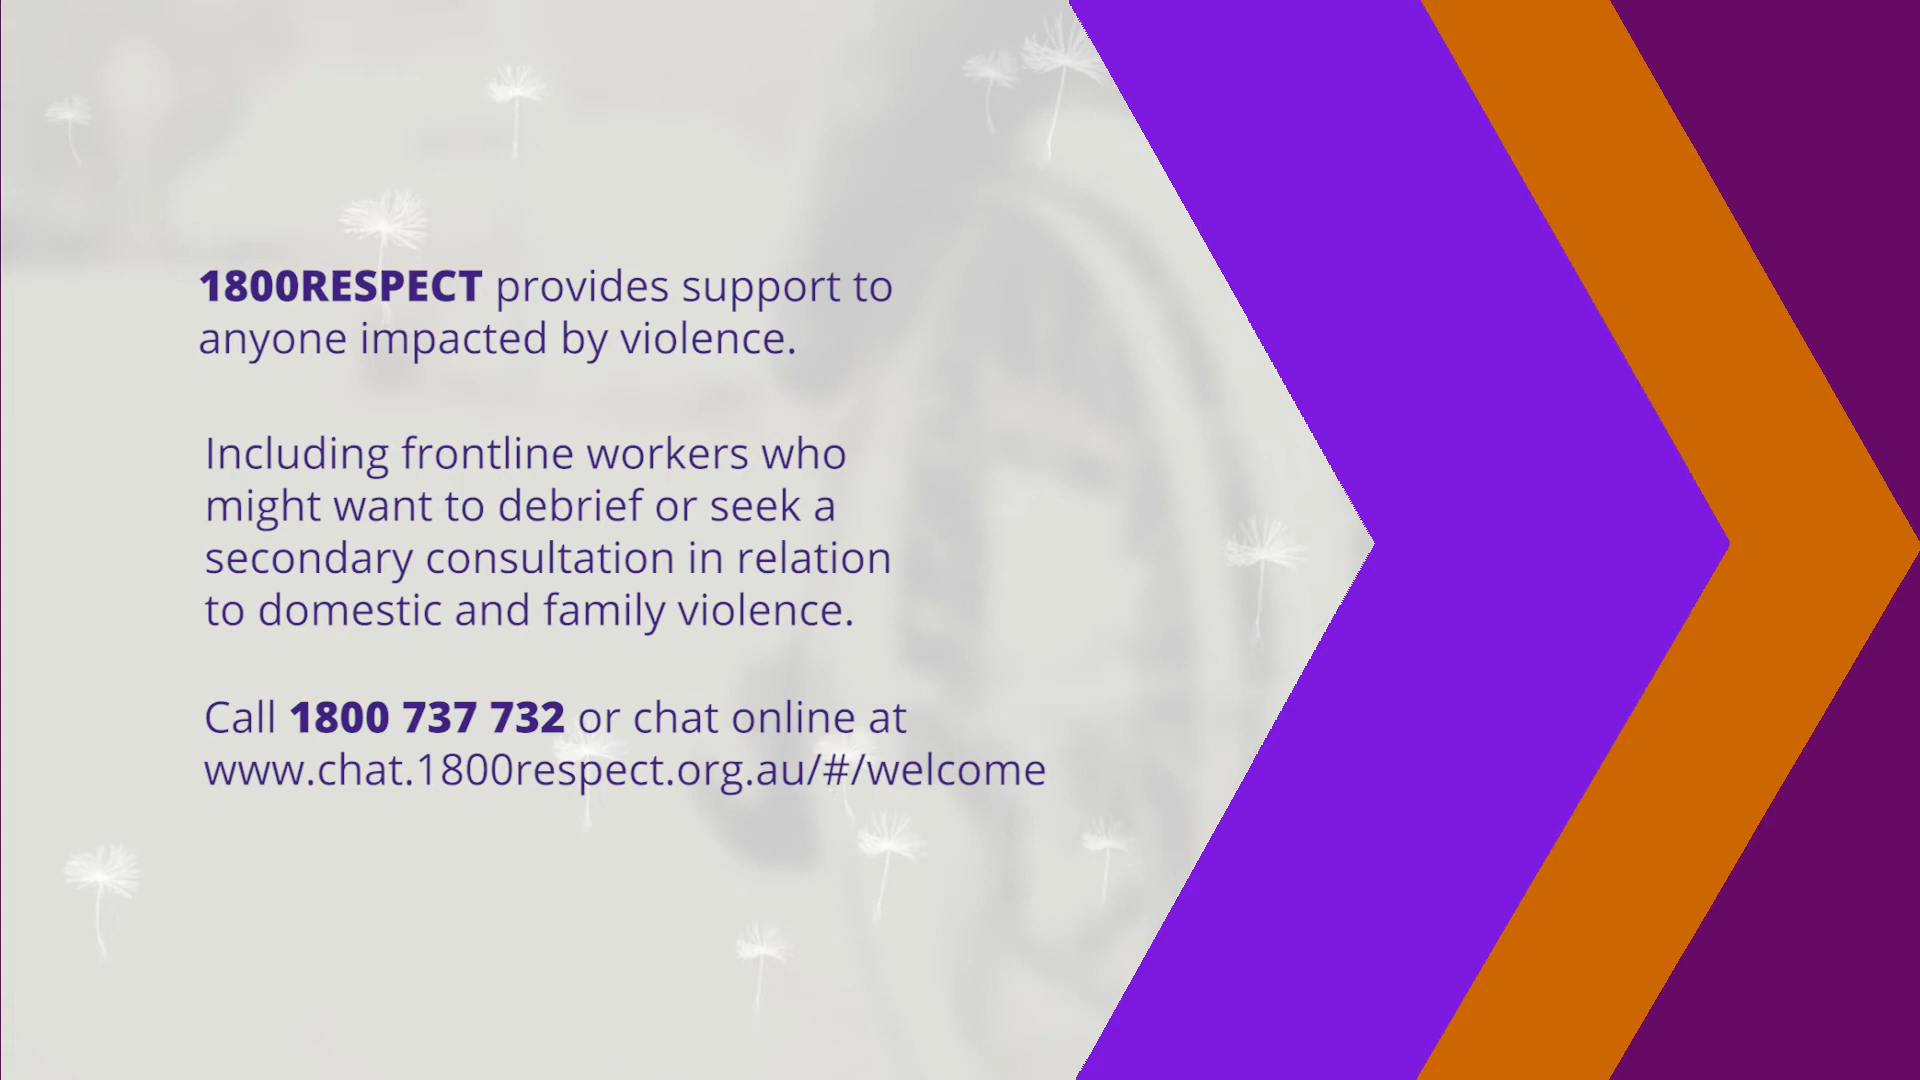 1800RESPECT provides support to
anyone impacted by violence.
Including frontline workers who
might want to debrief or seek a
secondary consultation in relation
to domestic and family violence.
Call 1800 737 732 or chat online at
www.chat.1800respect.org.au/#/welcome